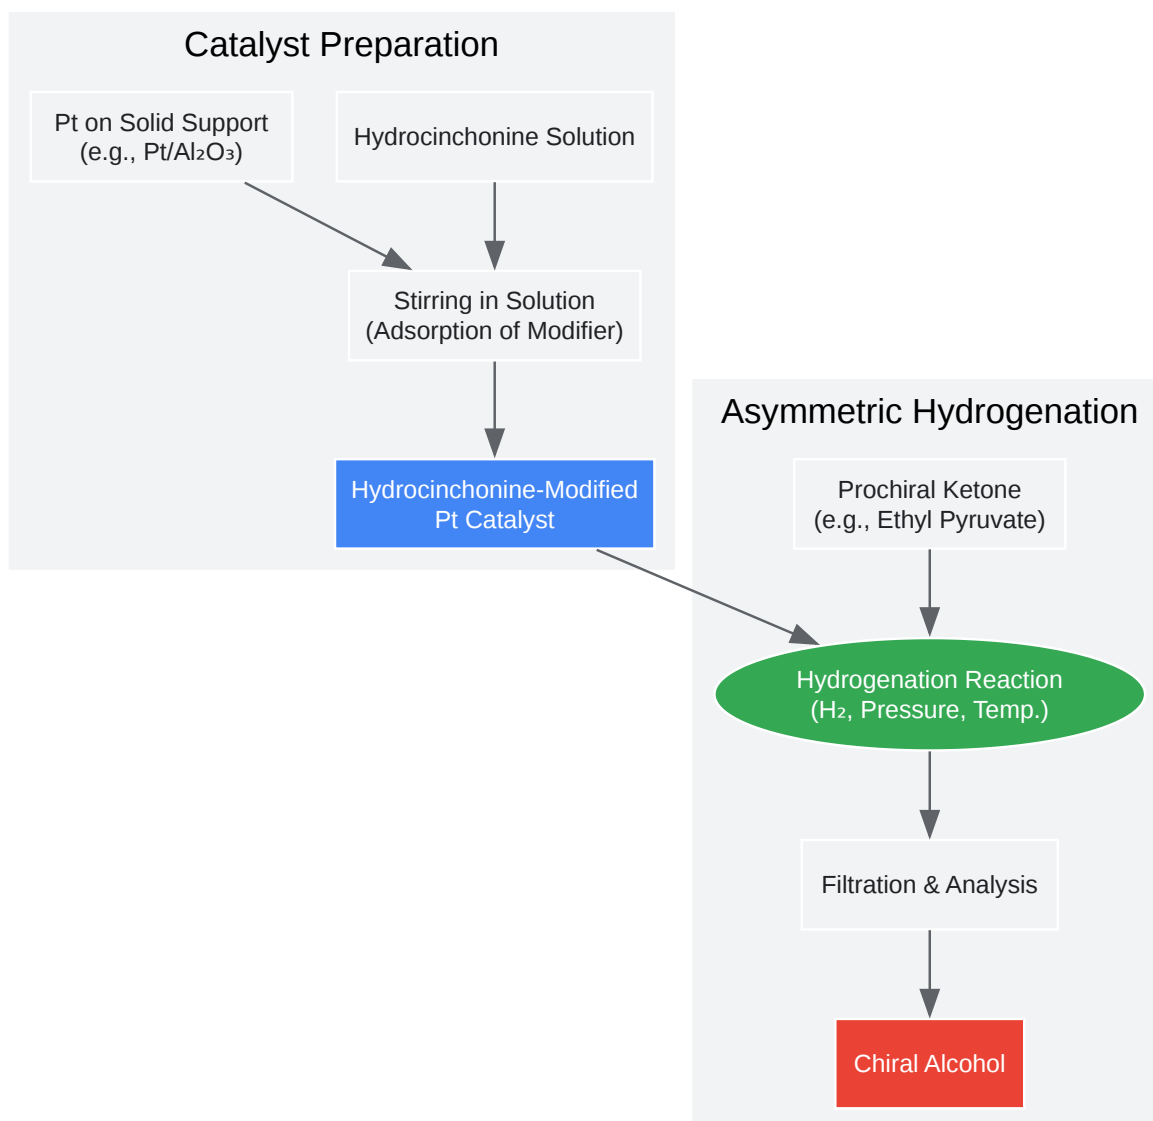 Catalyst Preparation
Pt on Solid Support
(e.g., Pt/Al₂O₃)
Hydrocinchonine Solution
Stirring in Solution
(Adsorption of Modifier)
Hydrocinchonine-Modified
Pt Catalyst
Asymmetric Hydrogenation
Prochiral Ketone
(e.g., Ethyl Pyruvate)
Hydrogenation Reaction
(H₂, Pressure, Temp.)
Filtration & Analysis
Chiral Alcohol